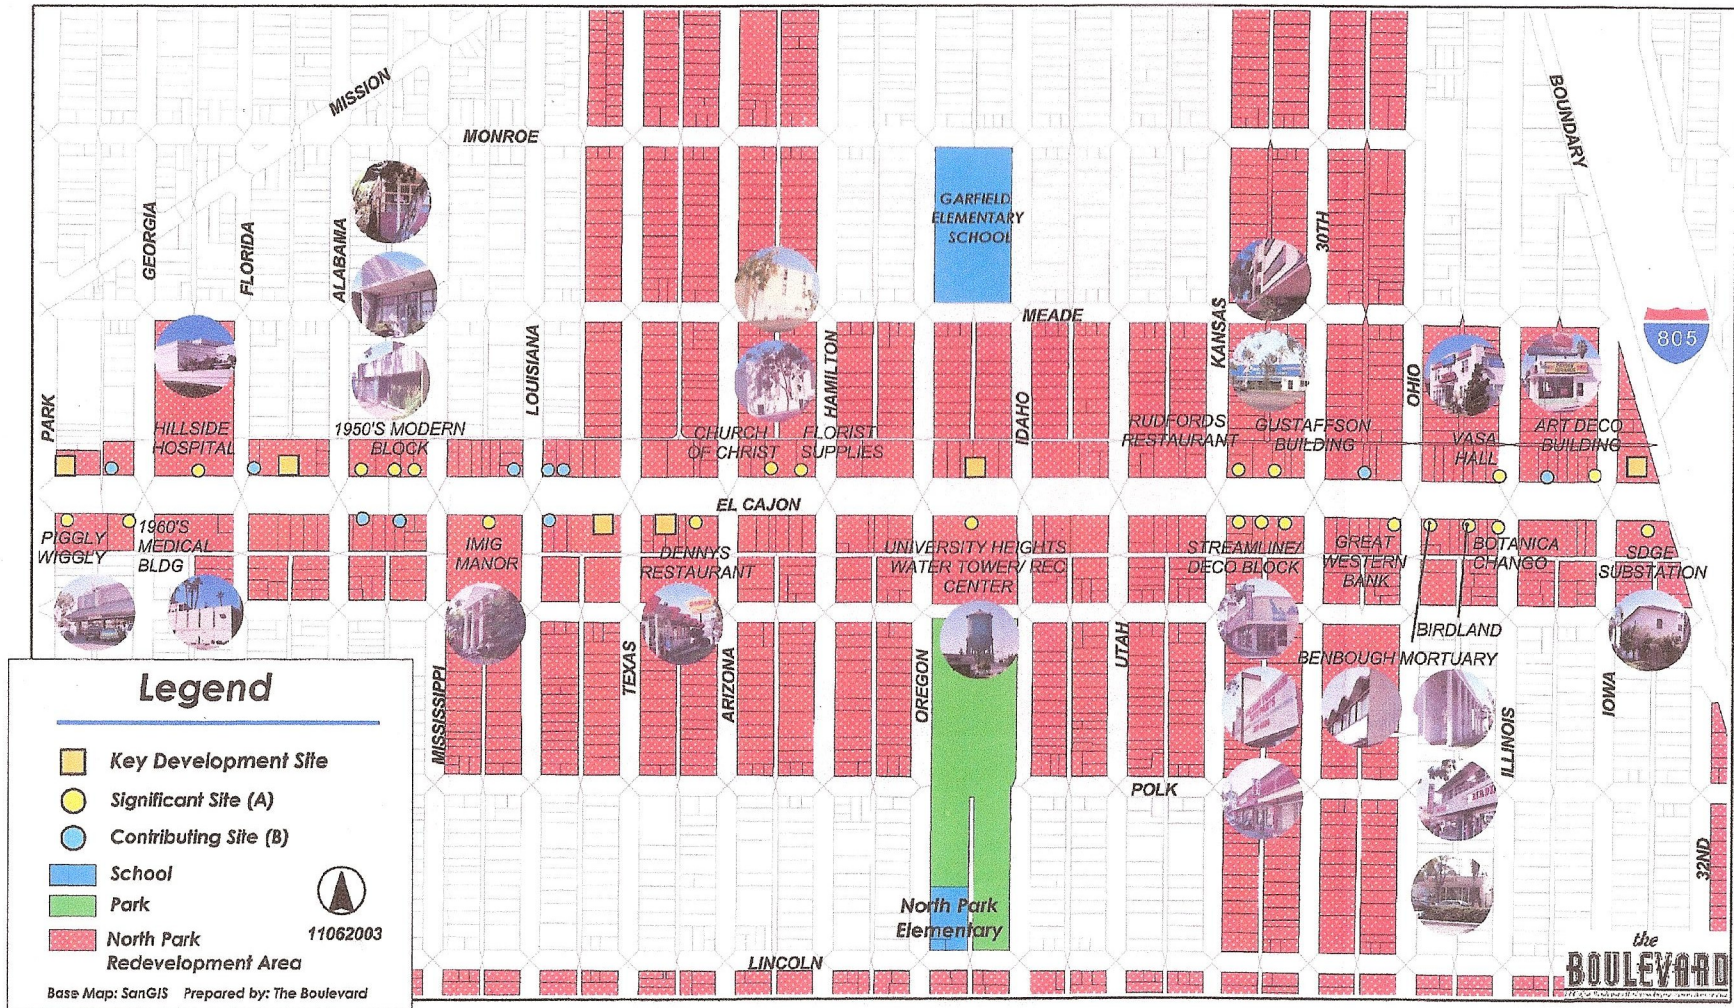 MISSION
MONROE
BOUNDARY
GARFIELD
ELEMENTARY
SCHOOL
GEORGIA
FLORIDA
ALABAMA
30TH
MEADE
805
LOUISIANA
HAMILTON
KANSAS
PARK
IDAHO
OHIO
HILLSIDE
HOSPITAL
1950'S MODERN
BLOCK
CHURCH
OF CHRIST
FLORIST
SUPPLIES
RUDFORDS
RESTAURANT
GUSTAFFSON
BUILDING
VASA
HALL
ART DECO
BUILDING
EL CAJON
PIGGLY
WIGGLY
1960'S
MEDICAL
BLDG
IMIG
MANOR
DENNYS
RESTAURANT
UNIVERSITY HEIGHTS
WATER TOWER/ REC
CENTER
STREAMLINE/
DECO BLOCK
GREAT
WESTERN
BANK
BOTANICA
CHANGO
SDGE
SUBSTATION
BIRDLAND
BENBOUGH MORTUARY
MISSISSIPPI
TEXAS
ARIZONA
OREGON
UTAH
ILLINOIS
IOWA
POLK
32ND
North Park
Elementary
LINCOLN
Legend
Key Development Site
Significant Site (A)
Contributing Site (B)
School
Park
North Park
Redevelopment Area
11062003
Base Map: SanGIS Prepared by: The Boulevard
the
BOULEVARD